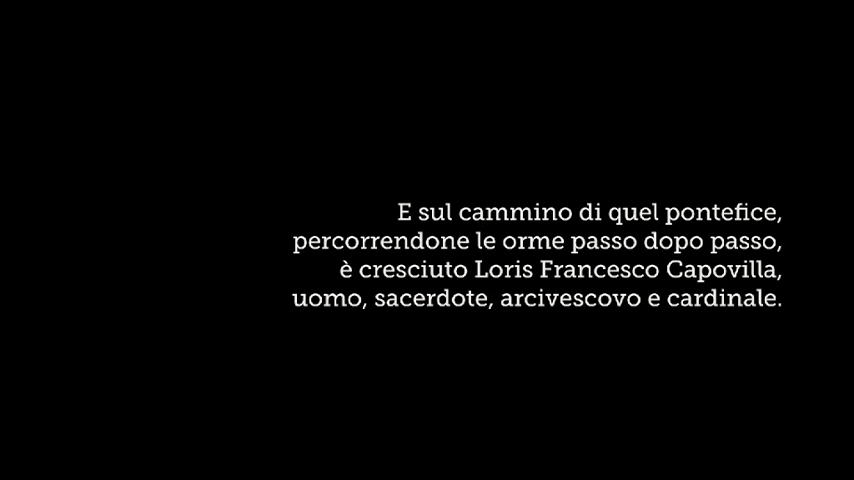 E sul cammino di quel pontefice,
percorrendone le orme passo dopo passo,
è cresciuto Loris Francesco Capovilla,
uomo, sacerdote, arcivescovo e cardinale.